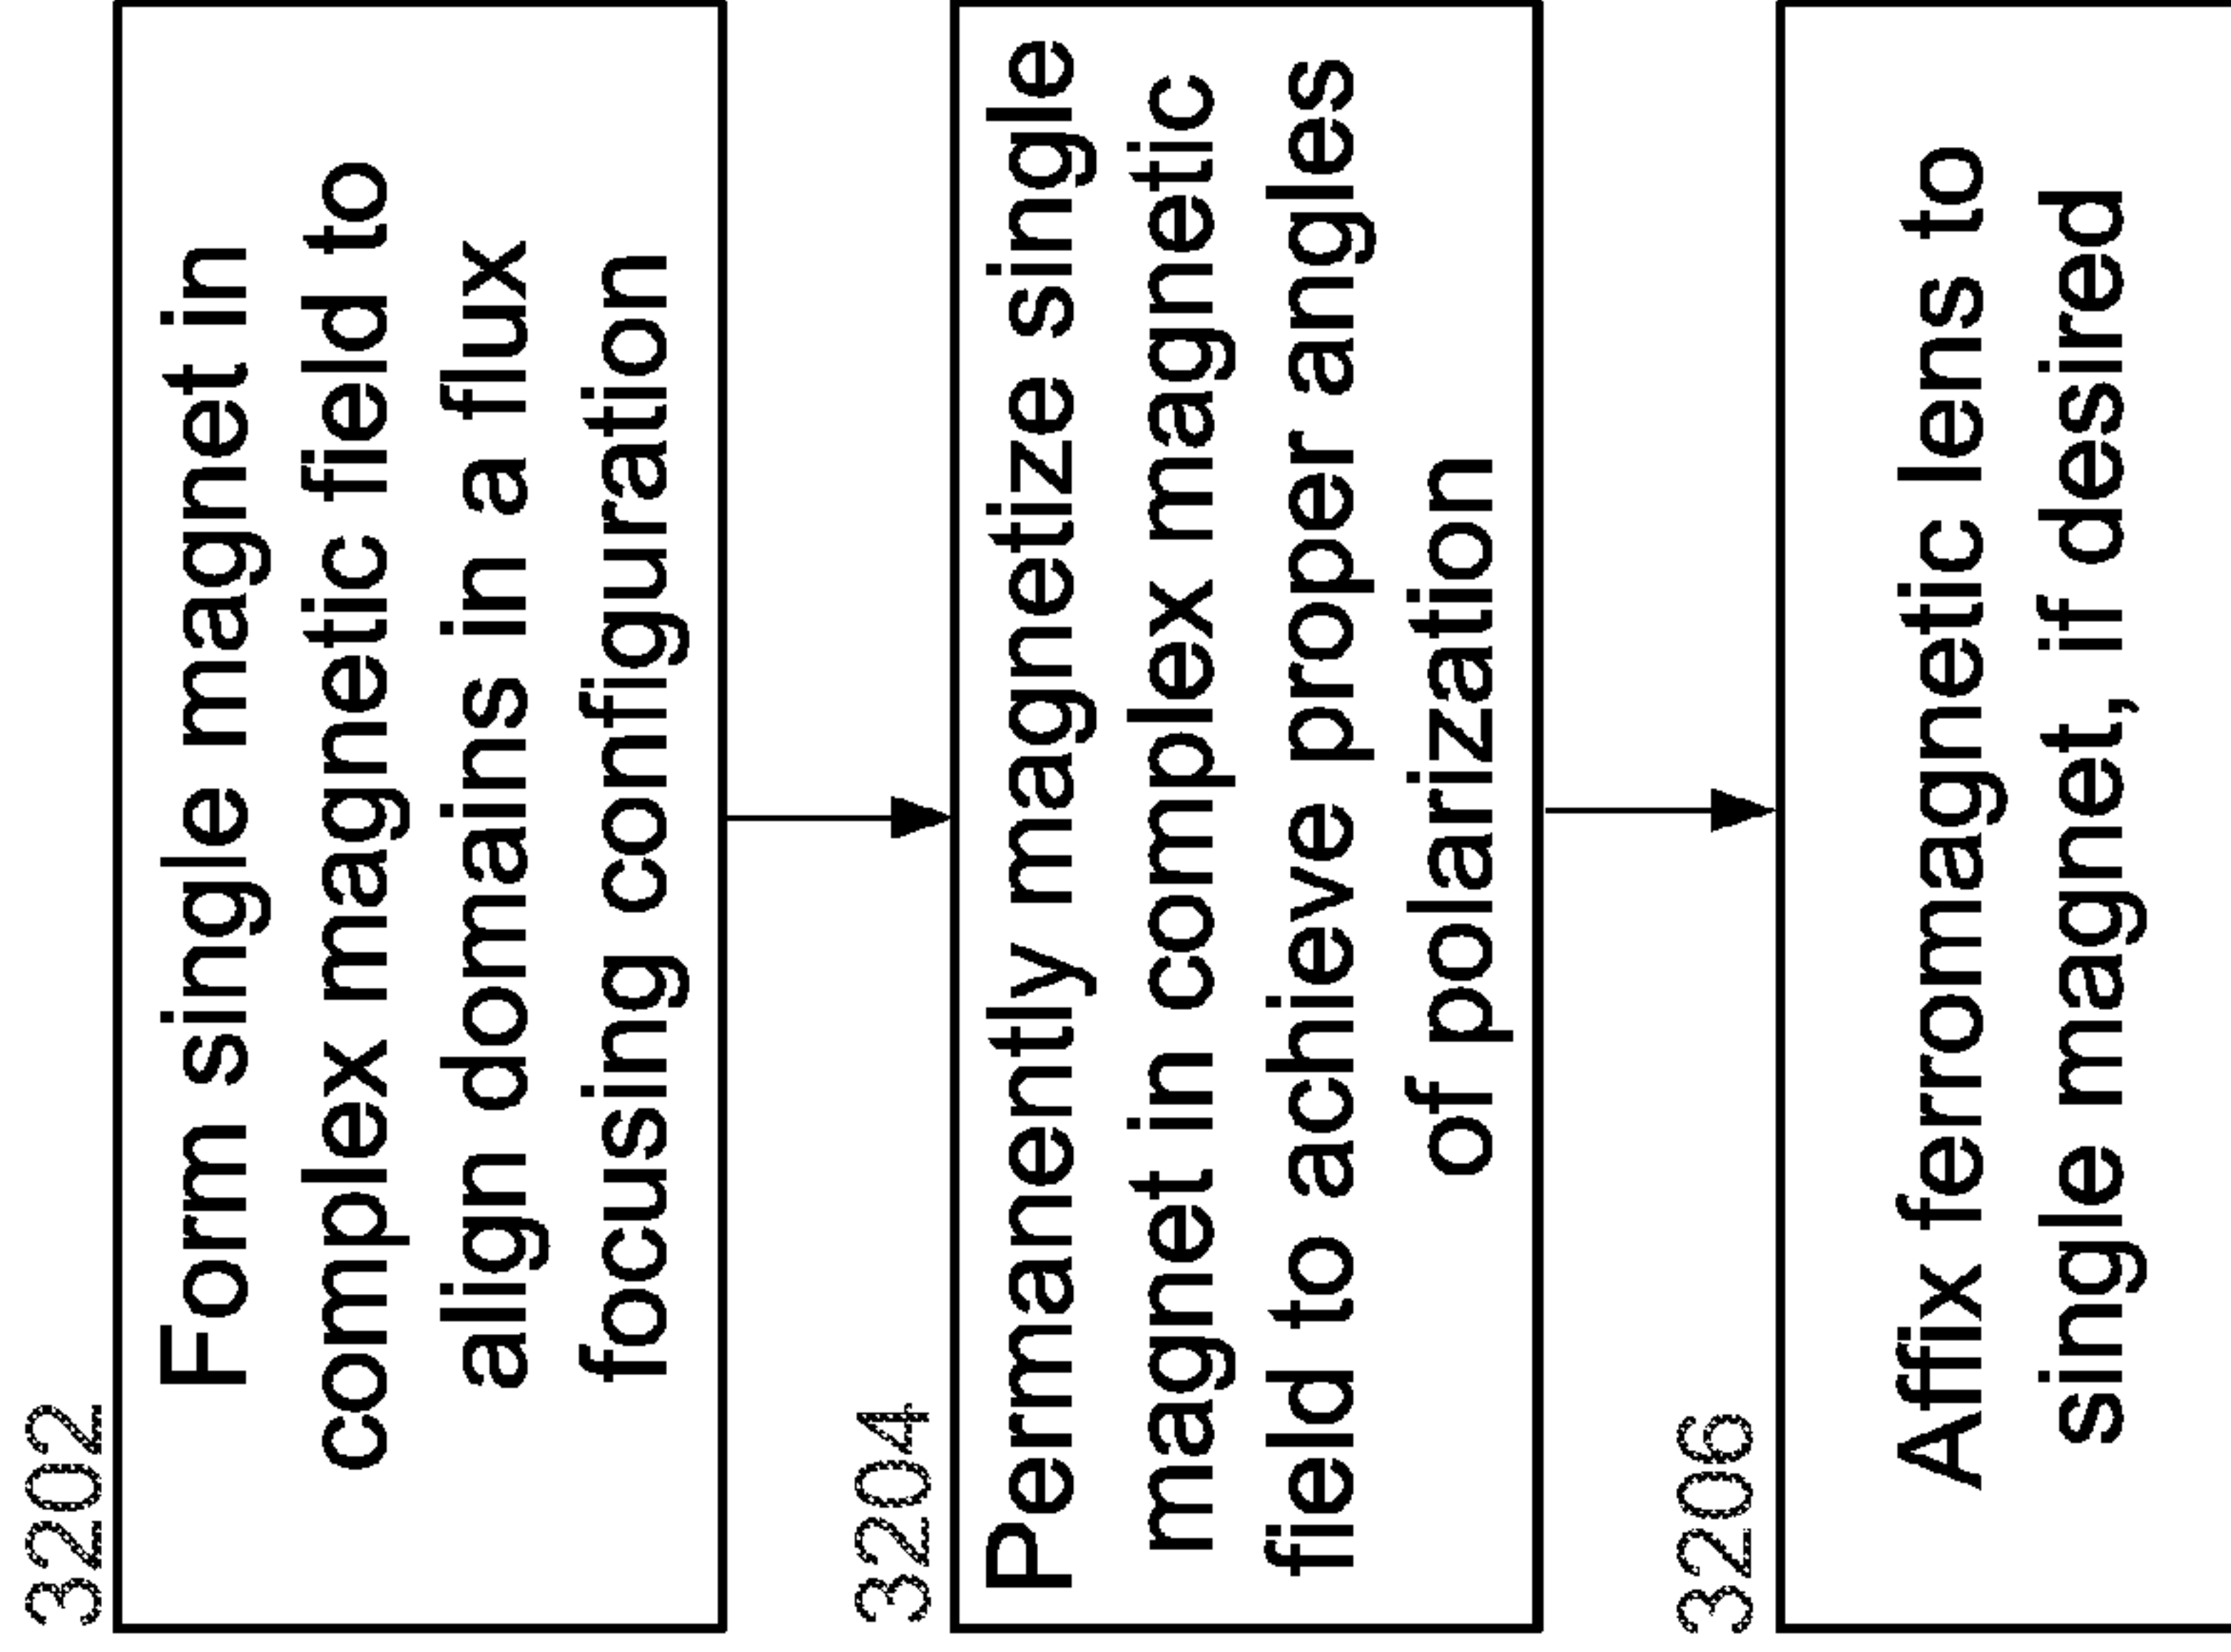 3202
Form single magnet in
complex magnetic field to
align domains in a flux
focusing configuration
3204
Permanently magnetize single
magnet in complex magnetic
field to achieve proper angles
of polarization
3206
Affix ferromagnetic lens to
single magnet, if desired